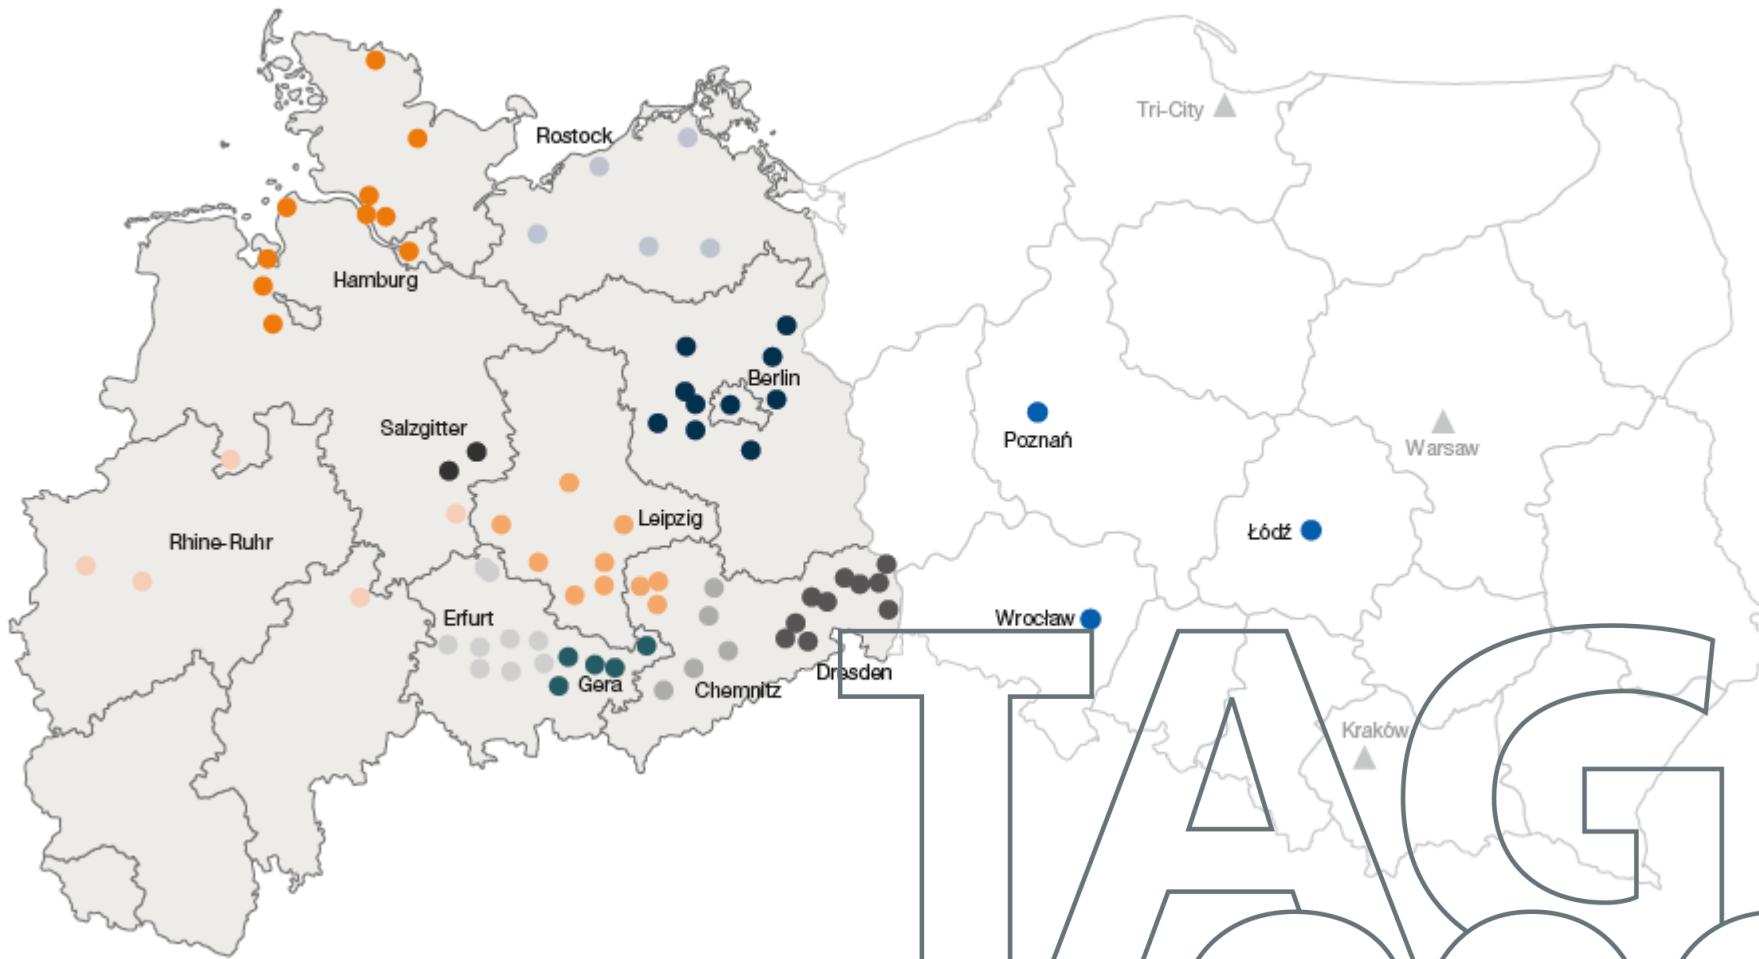 Tri-City
Rostock
Hamburg
Berlin
Salzgitter
Poznań
Warsaw
Leipzig
Łódź
Rhine-Ruhr
Erfurt
Wrocław
Dresden
Gera
Chemnitz
Kraków
TAG